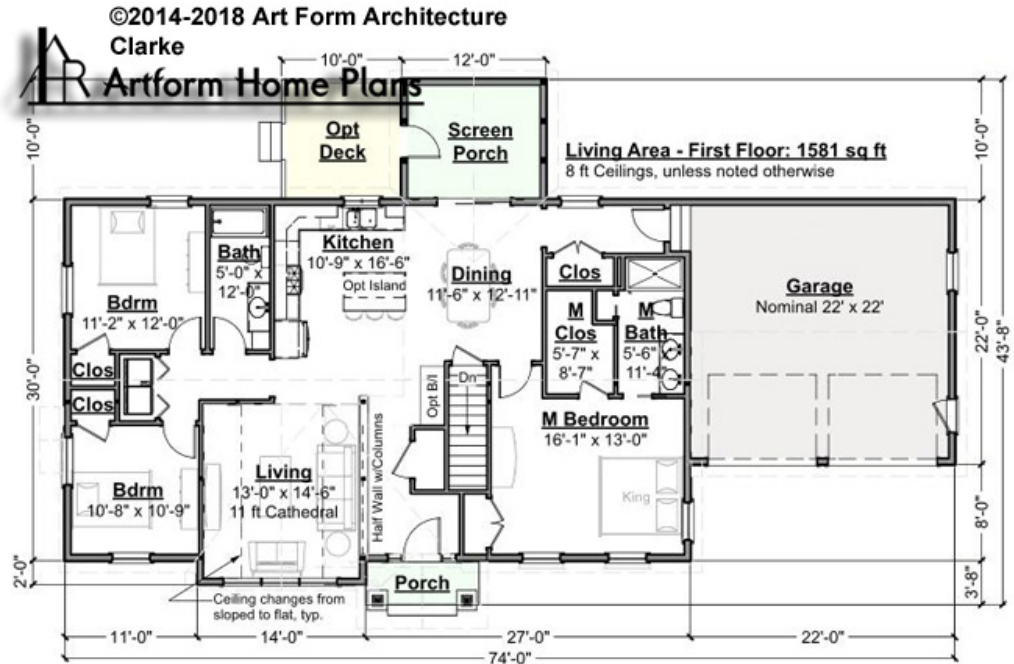 ©2014-2018 Art Form Architecture
Clarke
Artform Home Plans
10'-0"
12'-0"
10'-0"
Opt
Deck
Screen
Porch
Living Area - First Floor: 1581 sq ft
8 ft Ceilings, unless noted otherwise
10'-0"
Kitchen
10'-9" x 16'-6"
Opt Island
Bath
5'-0" x
12'-0"
Dining
11'-6" x 12'-11"
Clos
Garage
Nominal 22' x 22'
Bdrm
11'-2" x 12'-0"
M
Clos
5'-7" x
8'-7"
M
Bath
5'-6"
11'-4"
22'-0"
43'-8"
30'-0"
Clos
Clos
Opt B/I
Dn
M Bedroom
16'-1" x 13'-0"
Half Wall w/Columns
Living
13'-0" x 14'-6"
11 ft Cathedral
Bdrm
10'-8" x 10'-9"
King
8'-0"
2'-0"
Porch
3'-8"
Ceiling changes from
sloped to flat, typ.
11'-0"
14'-0"
27'-0"
22'-0"
74'-0"